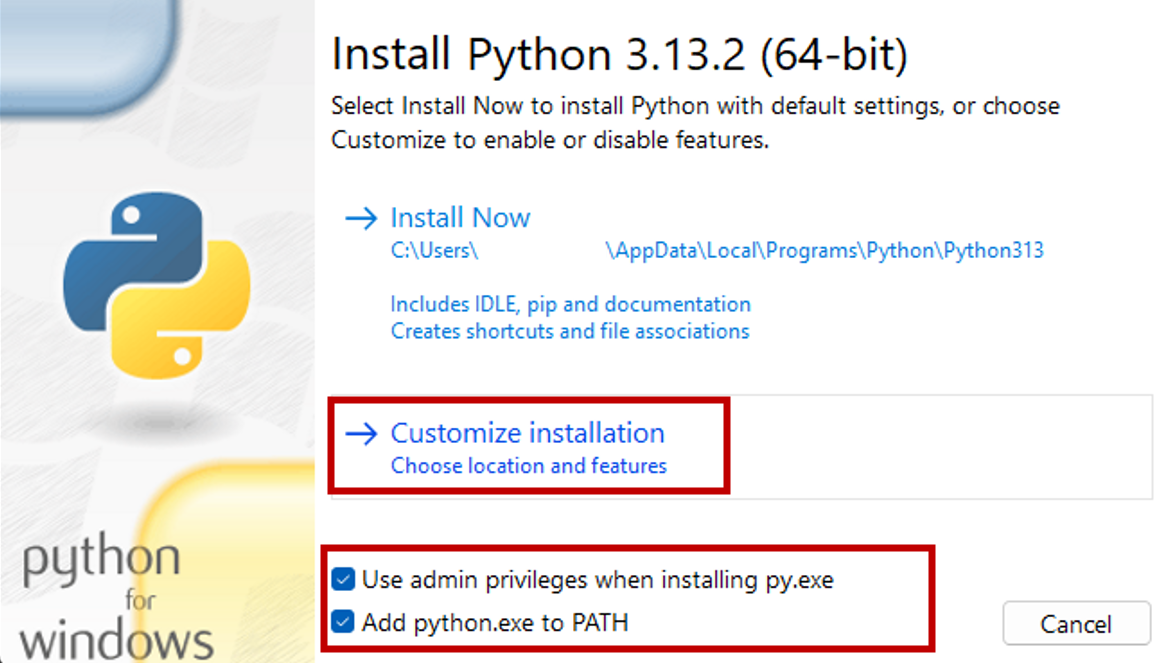 Install Python 3.13.2 (64-bit)
Select Install Now to install Python with default settings, or choose
Customize to enable or disable features.
→ Install Now
C:\Users\ \AppData\Local\Programs\Python\Python313
Includes IDLE, pip and documentation
Creates shortcuts and file associations
→ Customize installation
Choose location and features
python
for
windows
Use admin privileges when installing py.exe
Add python.exe to PATH
Cancel